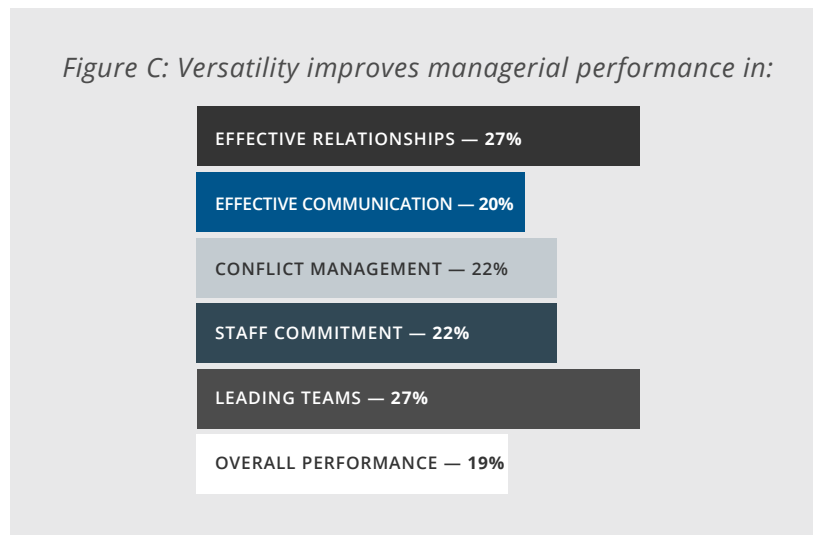 Figure C: Versatility improves managerial performance in:
EFFECTIVE RELATIONSHIPS — 27%
EFFECTIVE COMMUNICATION — 20%
CONFLICT MANAGEMENT — 22%
STAFF COMMITMENT — 22%
LEADING TEAMS — 27%
OVERALL PERFORMANCE — 19%